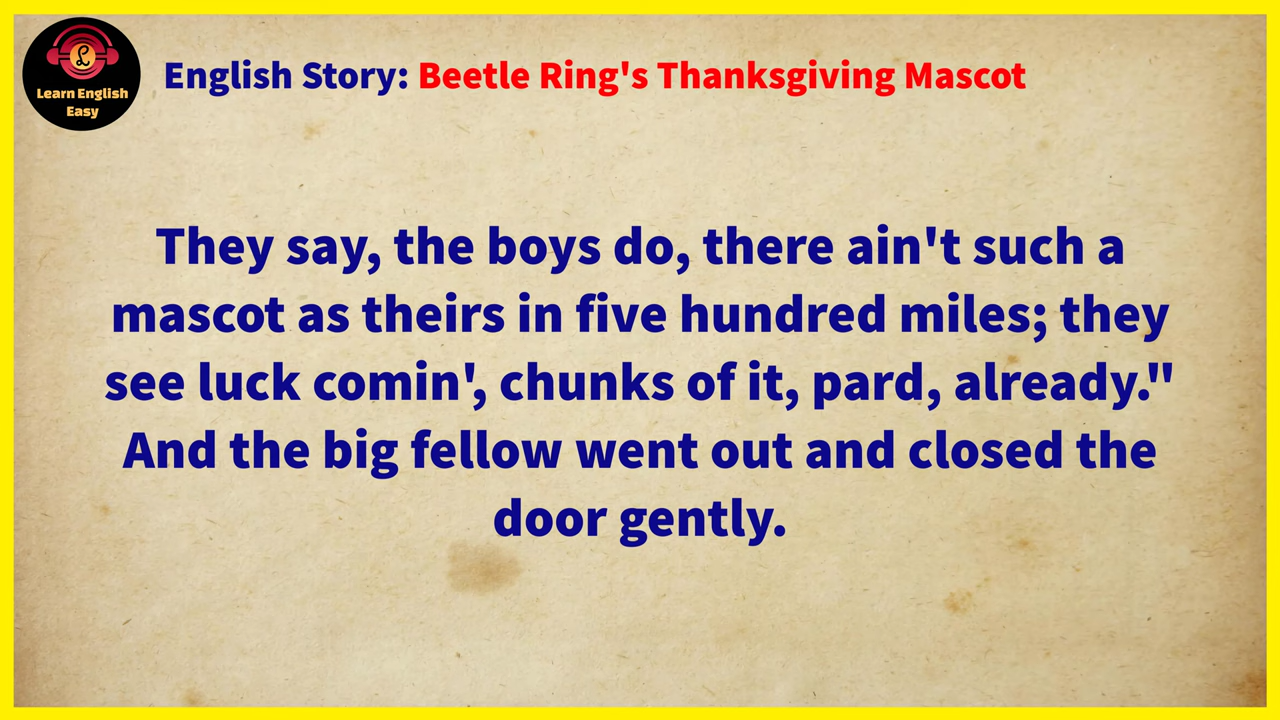 Learn English
Easy
English Story: Beetle Ring's Thanksgiving Mascot
They say, the boys do, there ain't such a
mascot as theirs in five hundred miles; they
see luck comin', chunks of it, pard, already."
And the big fellow went out and closed the
door gently.